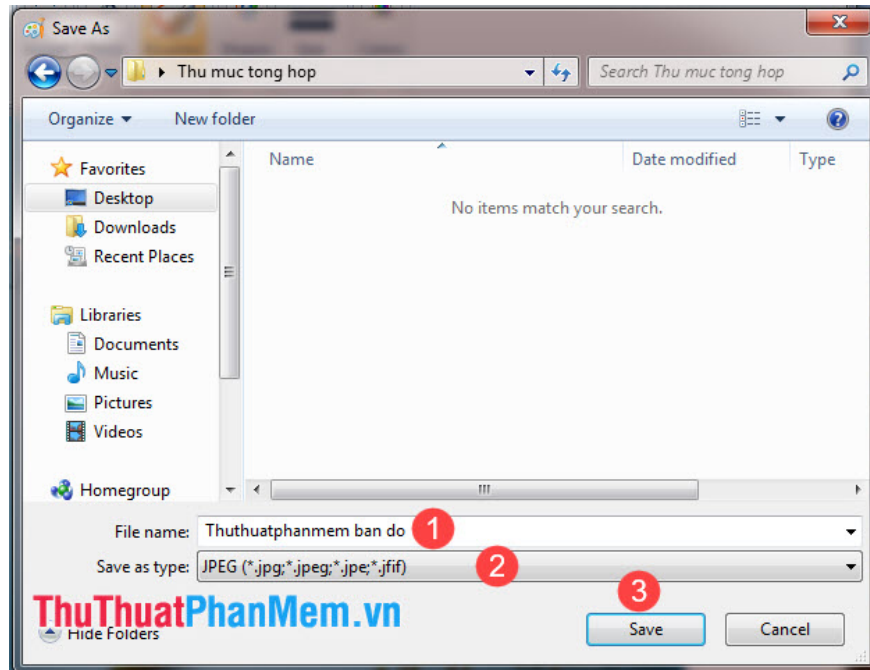 Save As
Thu muc tong hop
Search Thu muc tong hop
Organize
New folder
Favorites
Desktop
Downloads
Recent Places
Libraries
Documents
Music
Pictures
Videos
Homegroup
Name
Date modified
Type
No items match your search.
File name: Thuthuatphanmem ban do
1
Save as type: JPEG (*.jpg;*.jpeg;*.jpe;*.jfif)
2
3
ThuThuatPhanMem.vn
Hide Folders
Save
Cancel